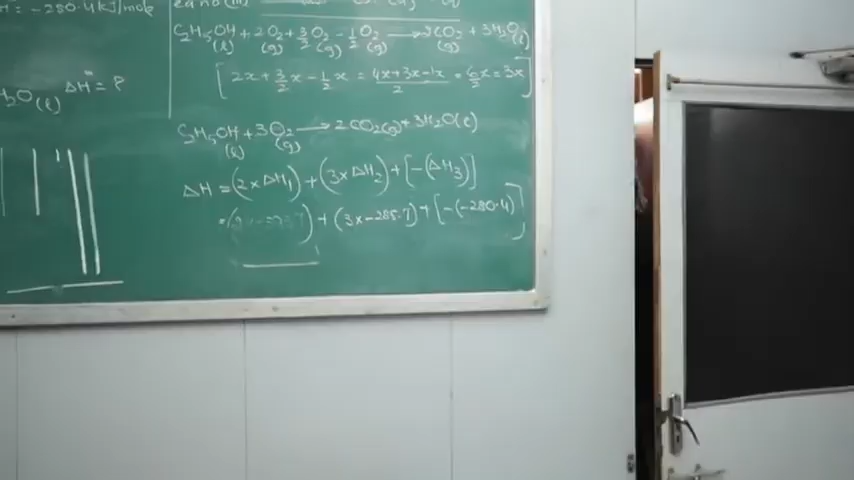 H = -280.4 kJ/mole
C₂H₅OH + 2O₂ + 3/2 O₂ - 1/2 O₂ → 2CO₂ + 3H₂O
(l) (g) (g) (g) (g) (l)
[2x + 3/2 x - 1/2 x = 4x+3x-1x / 2 = 6/2 x = 3x]
H₂O(l) ΔH° = ?
C₂H₅OH + 3O₂ → 2CO₂(g) + 3H₂O(l)
(l) (g)
ΔH = (2 x ΔH₁) + (3 x ΔH₂) + [-(ΔH₃)]
= ( ) + (3 x -285.7) + [-(-280.4)]